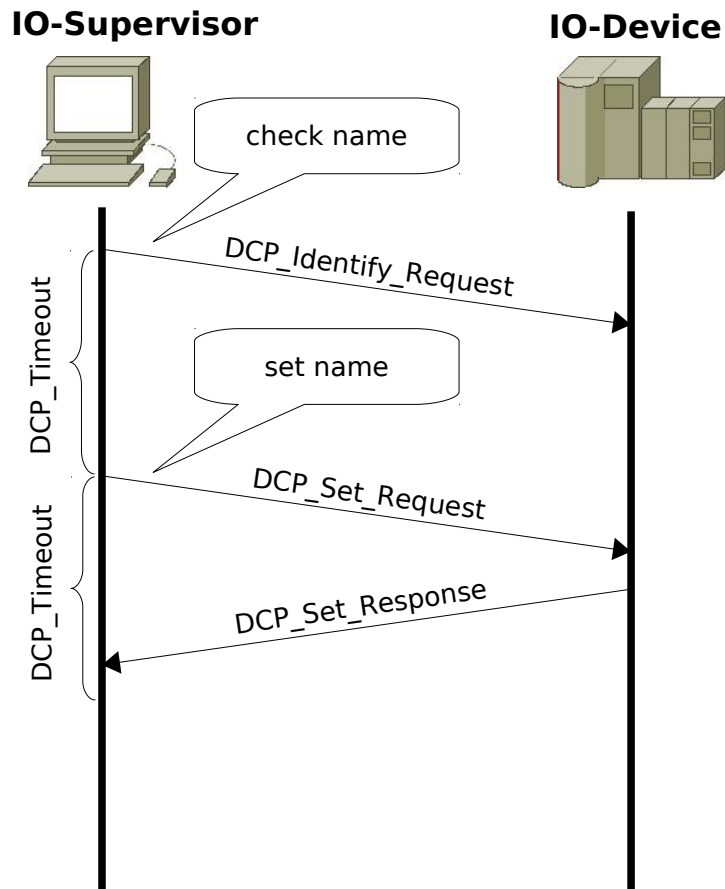 IO-Supervisor
IO-Device
check name
DCP_Identify_Request
DCP_Timeout
set name
DCP_Set_Request
DCP_Timeout
DCP_Set_Response